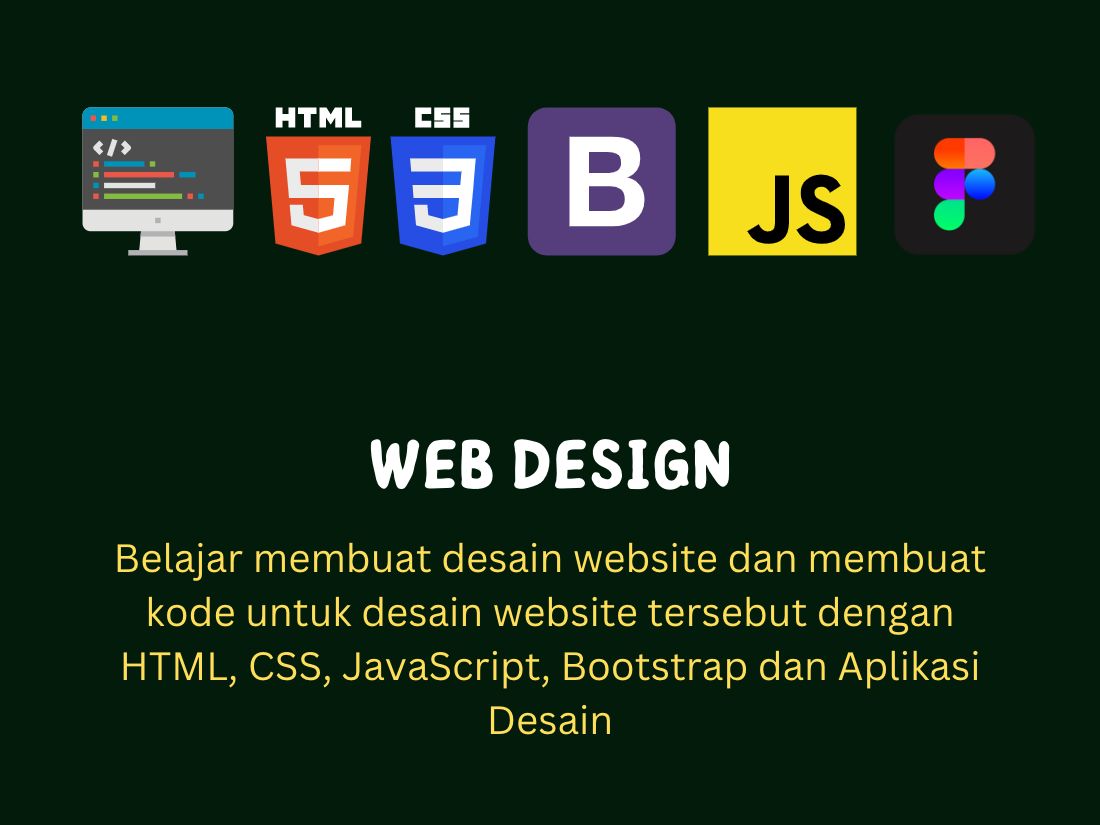 </>
HTML
CSS
5
3
B
JS
WEB DESIGN
Belajar membuat desain website dan membuat
kode untuk desain website tersebut dengan
HTML, CSS, JavaScript, Bootstrap dan Aplikasi
Desain